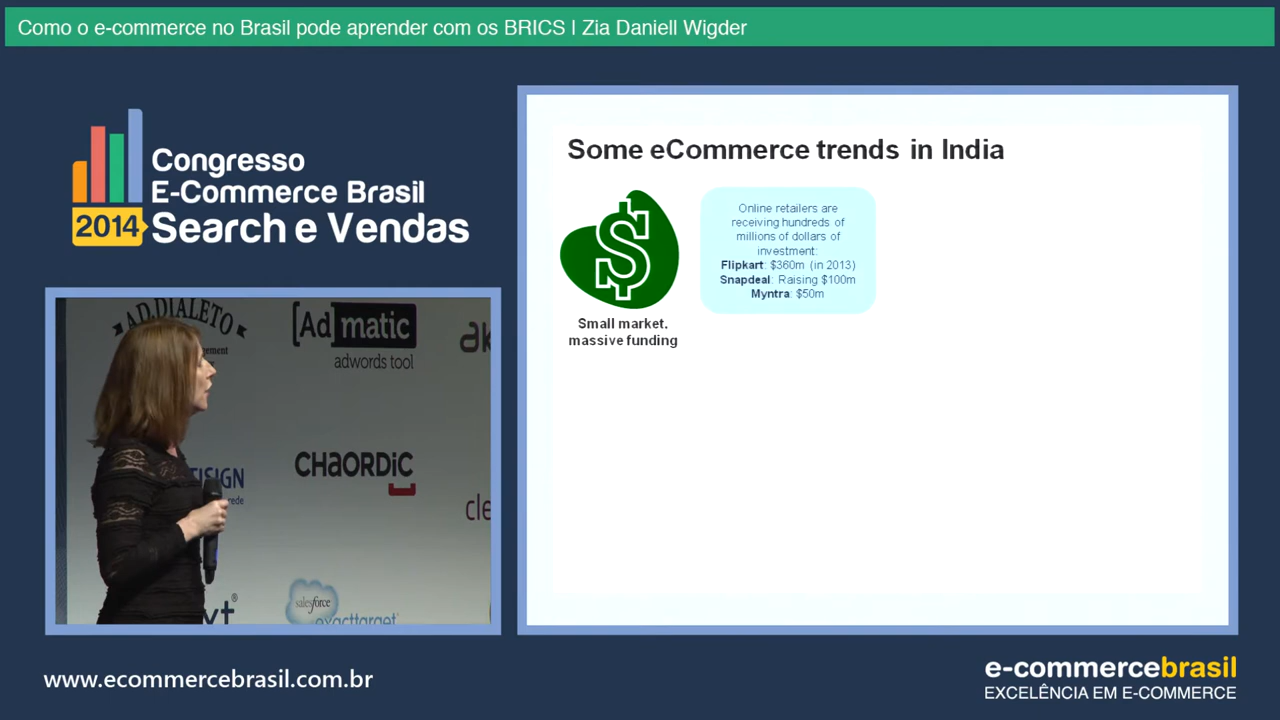 Como o e-commerce no Brasil pode aprender com os BRICS | Zia Daniell Wigder
Congresso
E-Commerce Brasil
2014
Search e Vendas
Some eCommerce trends in India
Online retailers are
receiving hundreds of
millions of dollars of
investment:
Flipkart: $360m (in 2013)
Snapdeal: Raising $100m
Myntra: $50m
$
Small market,
massive funding
AD.DIALETO
[Ad]matic
adwords tool
CHAORDIC
salesforce
exacttarget
www.ecommercebrasil.com.br
e-commercebrasil
EXCELÊNCIA EM E-COMMERCE